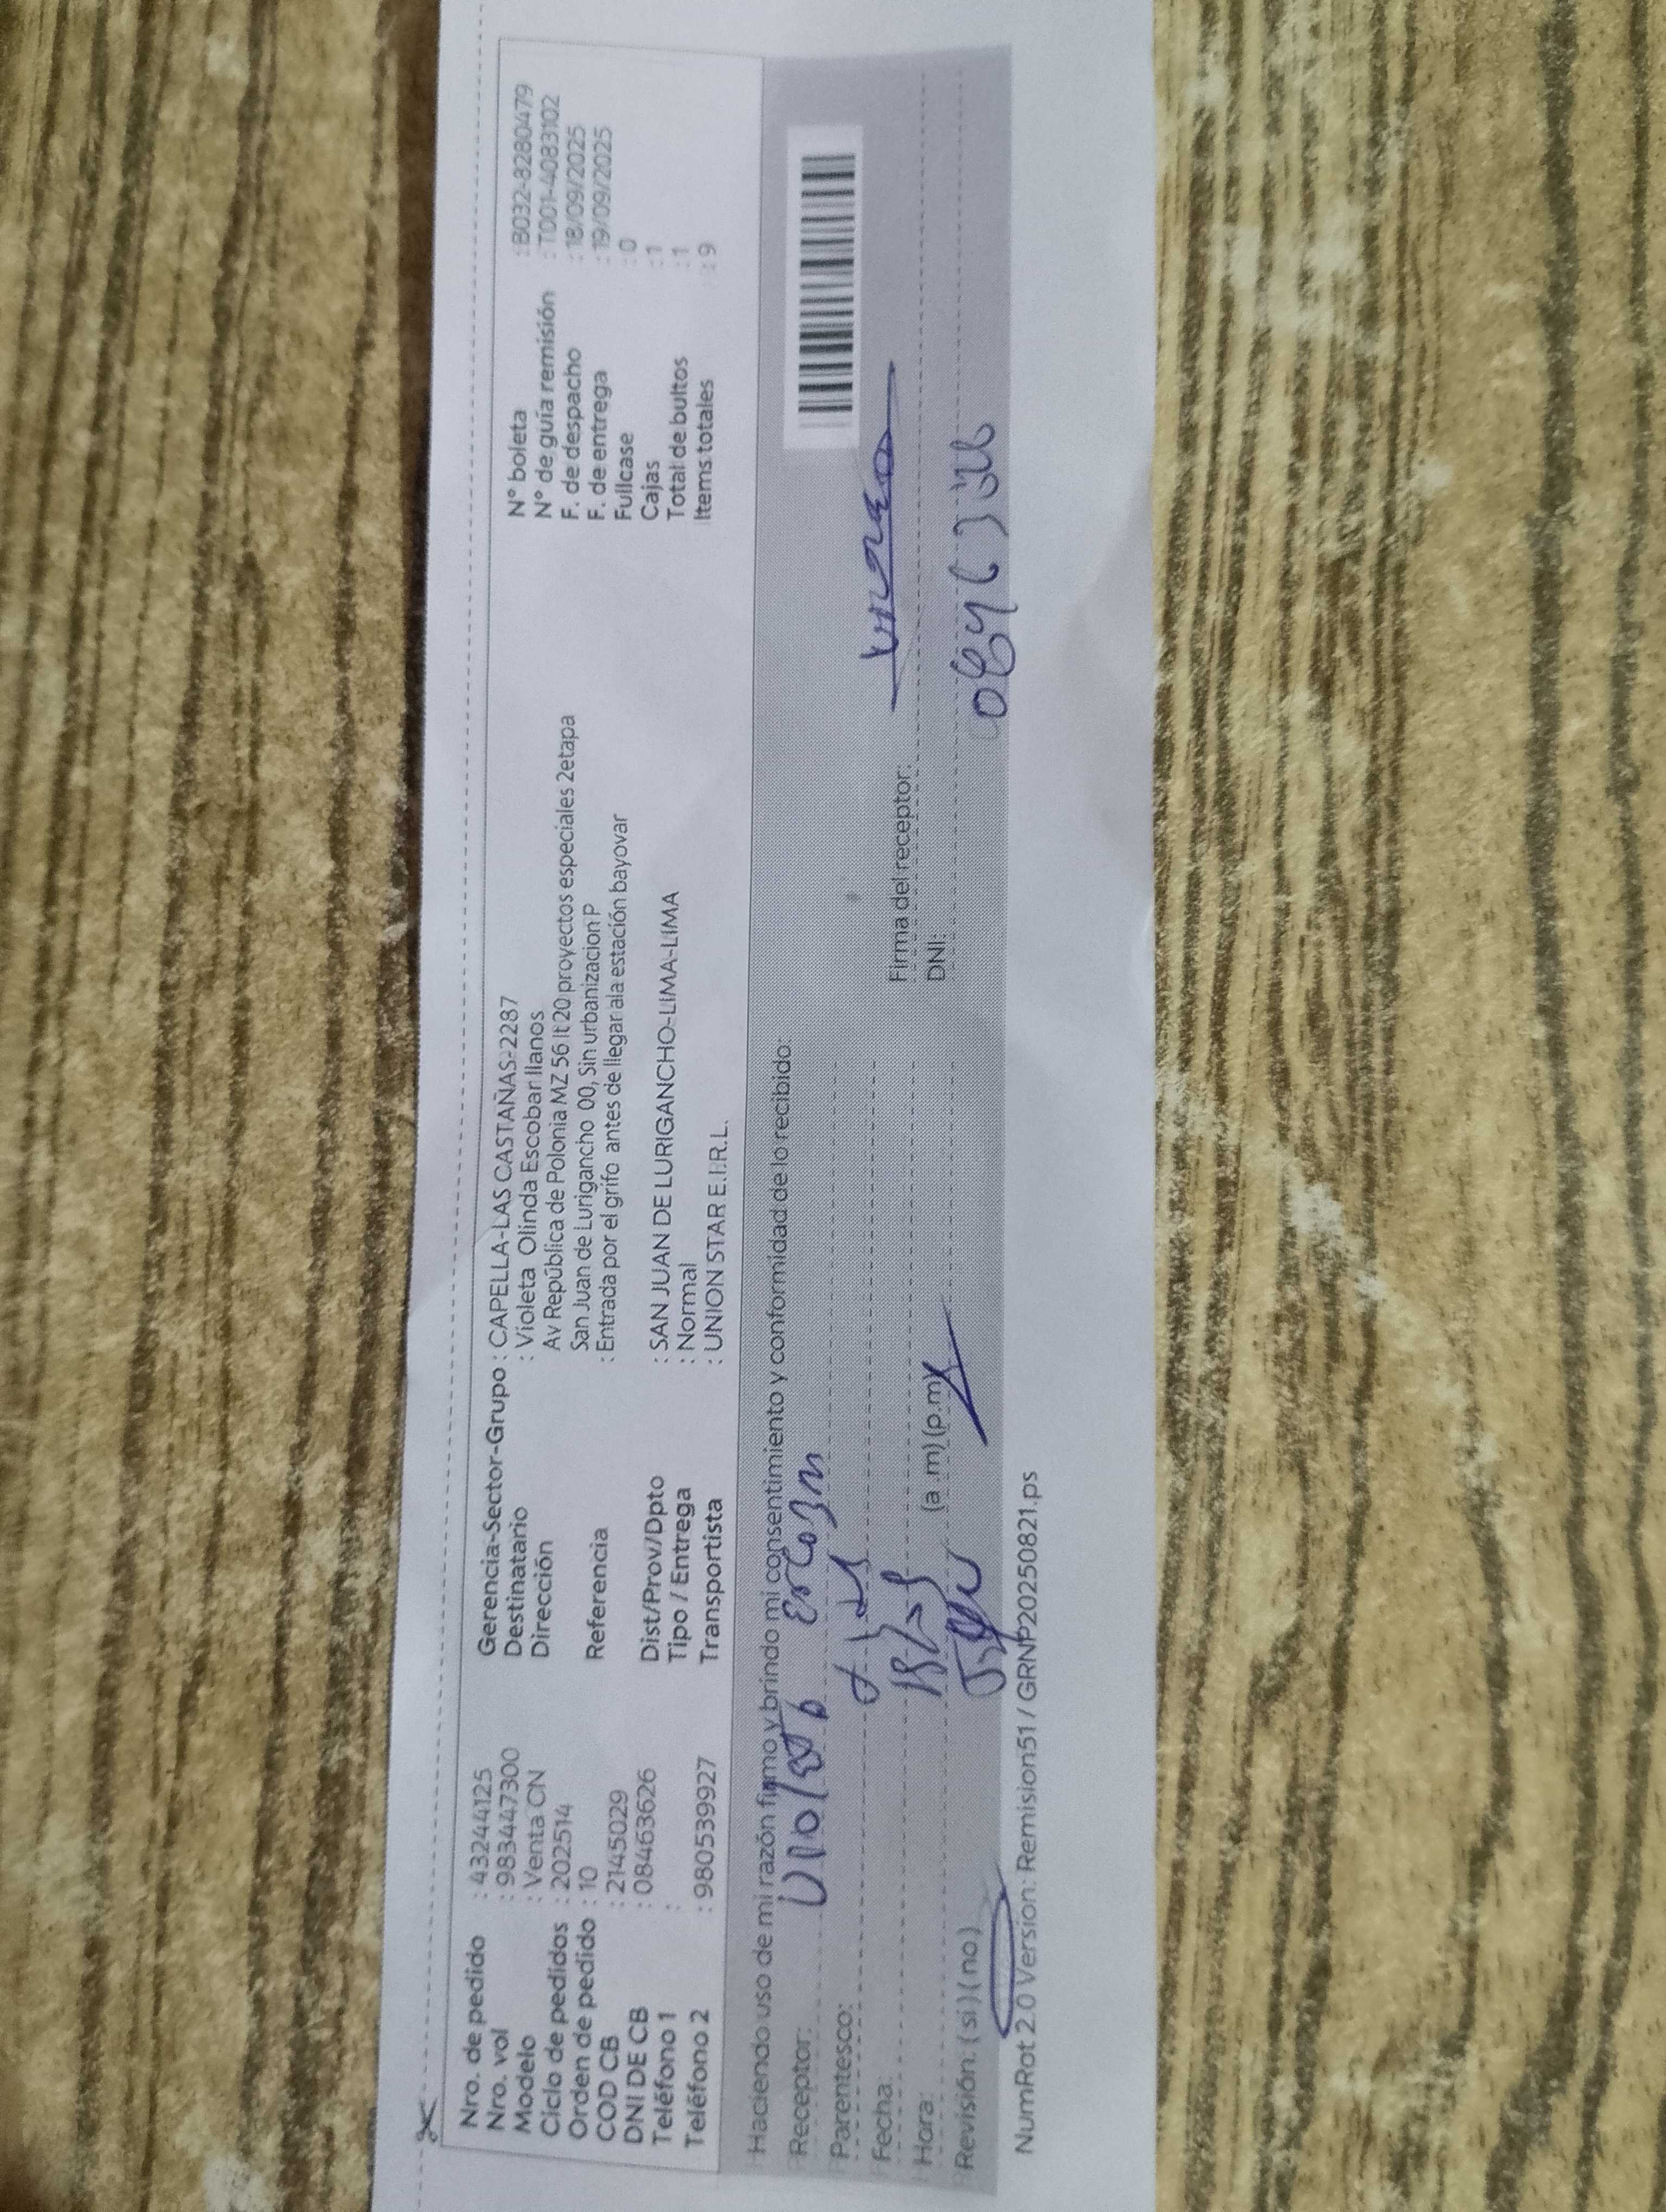 Nro. de pedido : 43244125
Nro. vol : 983447300
Modelo : Venta CN
Ciclo de pedidos : 202514
Orden de pedido : 10
COD CB : 2145029
DNI DE CB : 08463626
Teléfono 1 :
Teléfono 2 : 980539927
Gerencia-Sector-Grupo : CAPELLA-LAS CASTAÑAS-2287
Destinatario : Violeta Olinda Escobar llanos
Dirección Av República de Polonia MZ 56 lt 20 proyectos especiales 2etapa
San Juan de Lurigancho 00, Sin urbanizacion P
Referencia : Entrada por el grifo antes de llegar ala estación bayovar
Dist/Prov/Dpto : SAN JUAN DE LURIGANCHO-LIMA-LIMA
Tipo / Entrega : Normal
Transportista : UNION STAR E.I.R.L.
N° boleta : B032-8280479
N° de guía remisión : T001-4083102
F. de despacho : 18/09/2025
F. de entrega : 19/09/2025
Fullcase : 0
Cajas : 1
Total de bultos : 1
Items totales : 49
Haciendo uso de mi razón firmo y brindo mi consentimiento y conformidad de lo recibido:
Receptor: Violeta
Parentesco:
Fecha:
Hora: (a .m) (p.m)
Revisión: ( si ) ( no )
Firma del receptor:
DNI:
NumRot 2.0 Version: Remision51 / GRNP20250821.ps